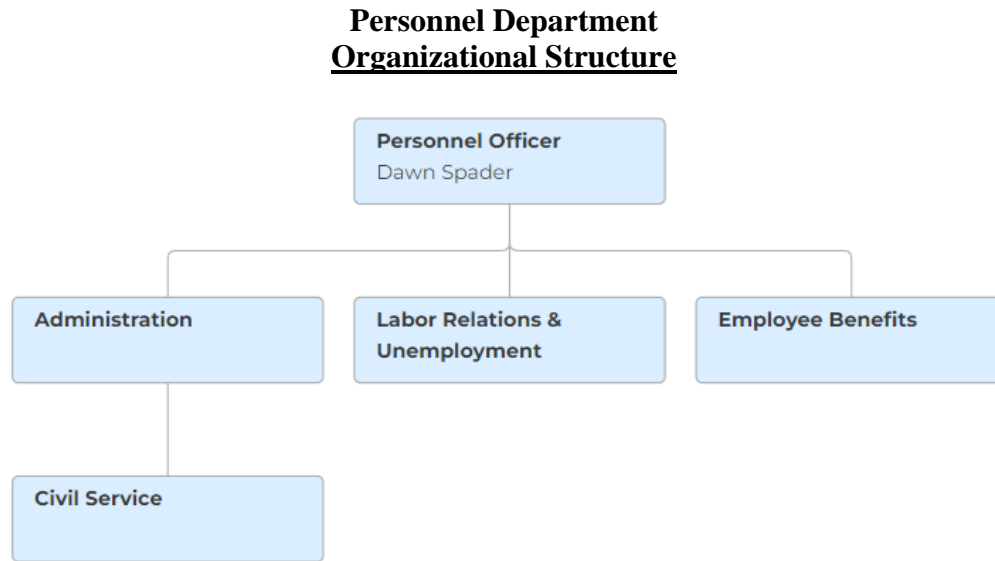 Personnel Department
Organizational Structure
Personnel Officer
Dawn Spader
Administration
Labor Relations &
Unemployment
Employee Benefits
Civil Service